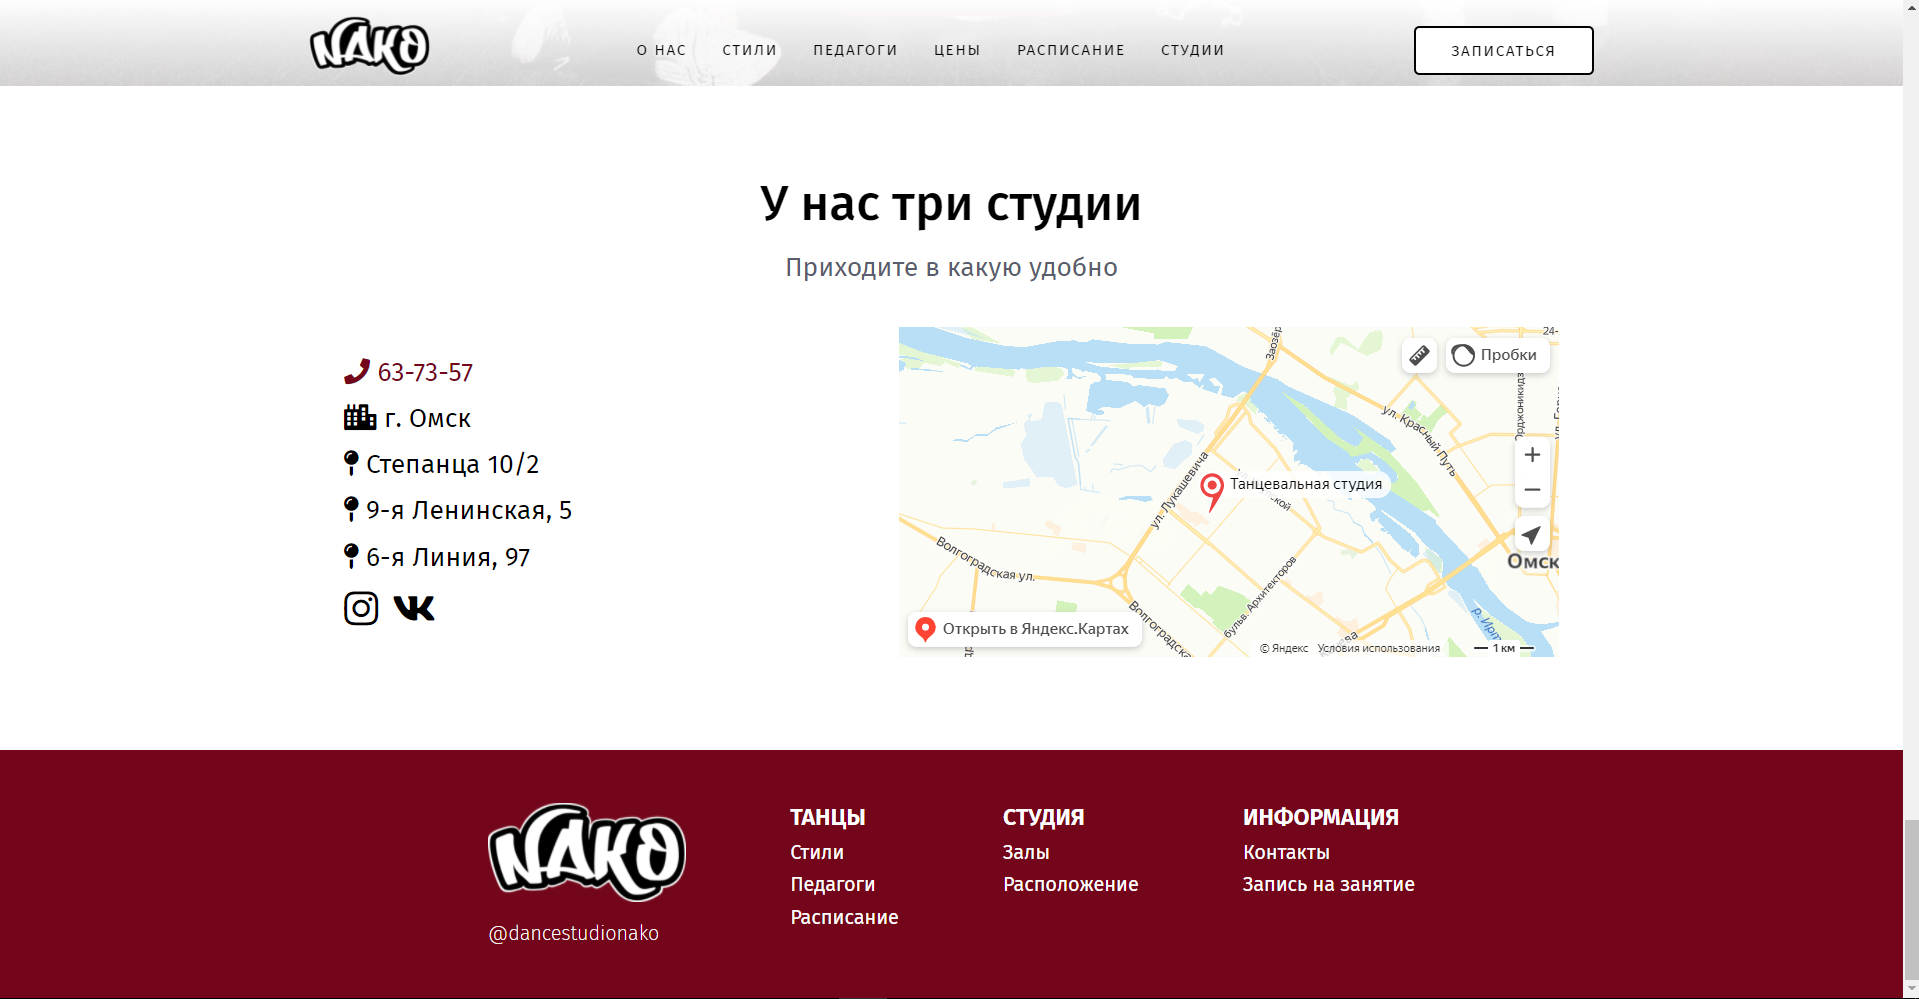 NAKO
О НАС
СТИЛИ
ПЕДАГОГИ
ЦЕНЫ
РАСПИСАНИЕ
СТУДИИ
ЗАПИСАТЬСЯ
У нас три студии
Приходите в какую удобно
63-73-57
г. Омск
Степанца 10/2
9-я Ленинская, 5
6-я Линия, 97
24-
Пробки
ул. Красный Путь
ул. Лукашевича
Танцевальная студия
Волгоградская ул.
Омск
бульв. Архитекторов
Открыть в Яндекс.Картах
© Яндекс
Условия использования
1 км
NAKO
@dancestudionako
ТАНЦЫ
Стили
Педагоги
Расписание
СТУДИЯ
Залы
Расположение
ИНФОРМАЦИЯ
Контакты
Запись на занятие